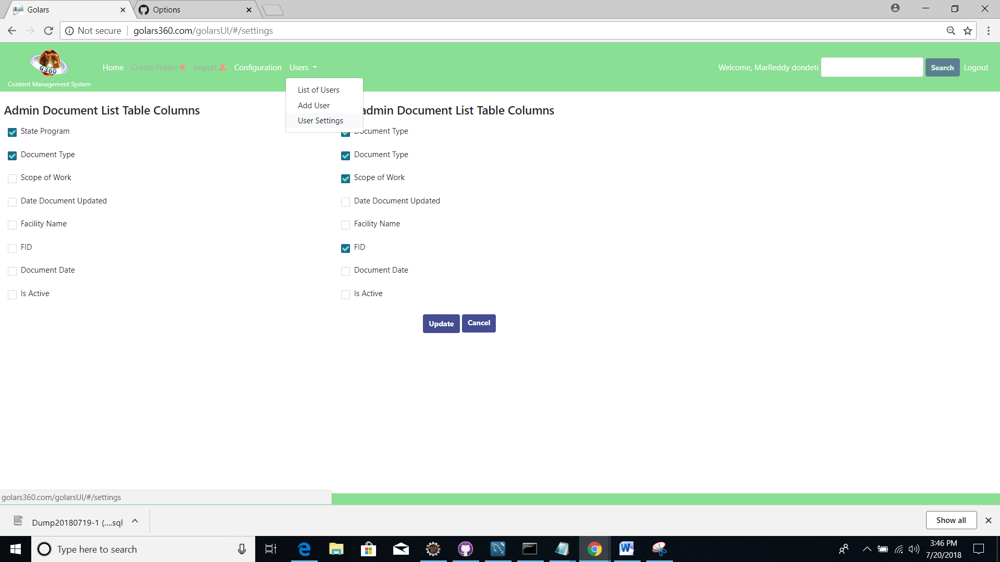 Golars
Options
Not secure golars360.com/golarsUI/#/settings
G360
Content Management System
Home Create Folder Import Configuration Users
Welcome, MarReddy dondeti Search Logout
List of Users
Add User
User Settings
Admin Document List Table Columns
State Program
Document Type
Scope of Work
Date Document Updated
Facility Name
FID
Document Date
Is Active
admin Document List Table Columns
Document Type
Document Type
Scope of Work
Date Document Updated
Facility Name
FID
Document Date
Is Active
Update Cancel
golars360.com/golarsUI/#/settings
Dump20180719-1 (....sql
Show all
Type here to search
3:46 PM
7/20/2018